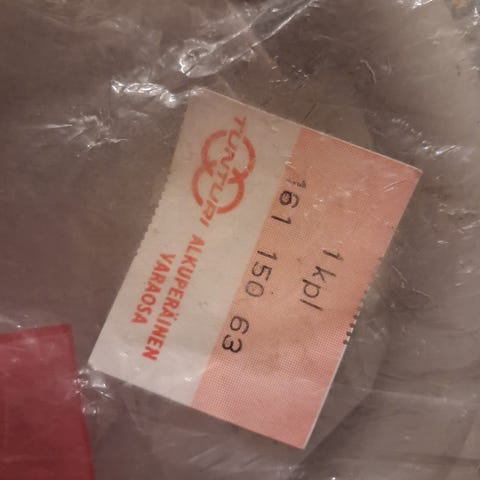 TUNTURI
ALKUPERÄINEN
VARAOSA
161 150 63
1 kpl